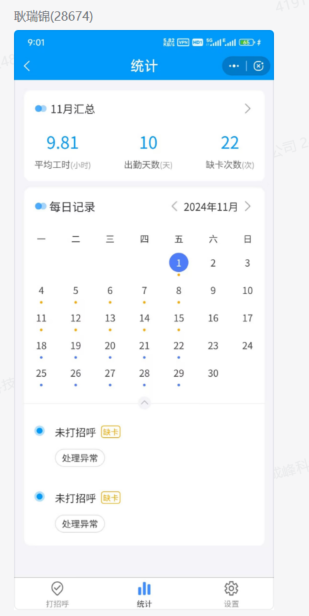 耿瑞锦(28674)
9:01
统计
11月汇总
9.81 10 22
平均工时(小时) 出勤天数(天) 缺卡次数(次)
每日记录 2024年11月
一 二 三 四 五 六 日
1 2 3
4 5 6 7 8 9 10
11 12 13 14 15 16 17
18 19 20 21 22 23 24
25 26 27 28 29 30
未打招呼 缺卡
处理异常
未打招呼 缺卡
处理异常
打招呼 统计 设置